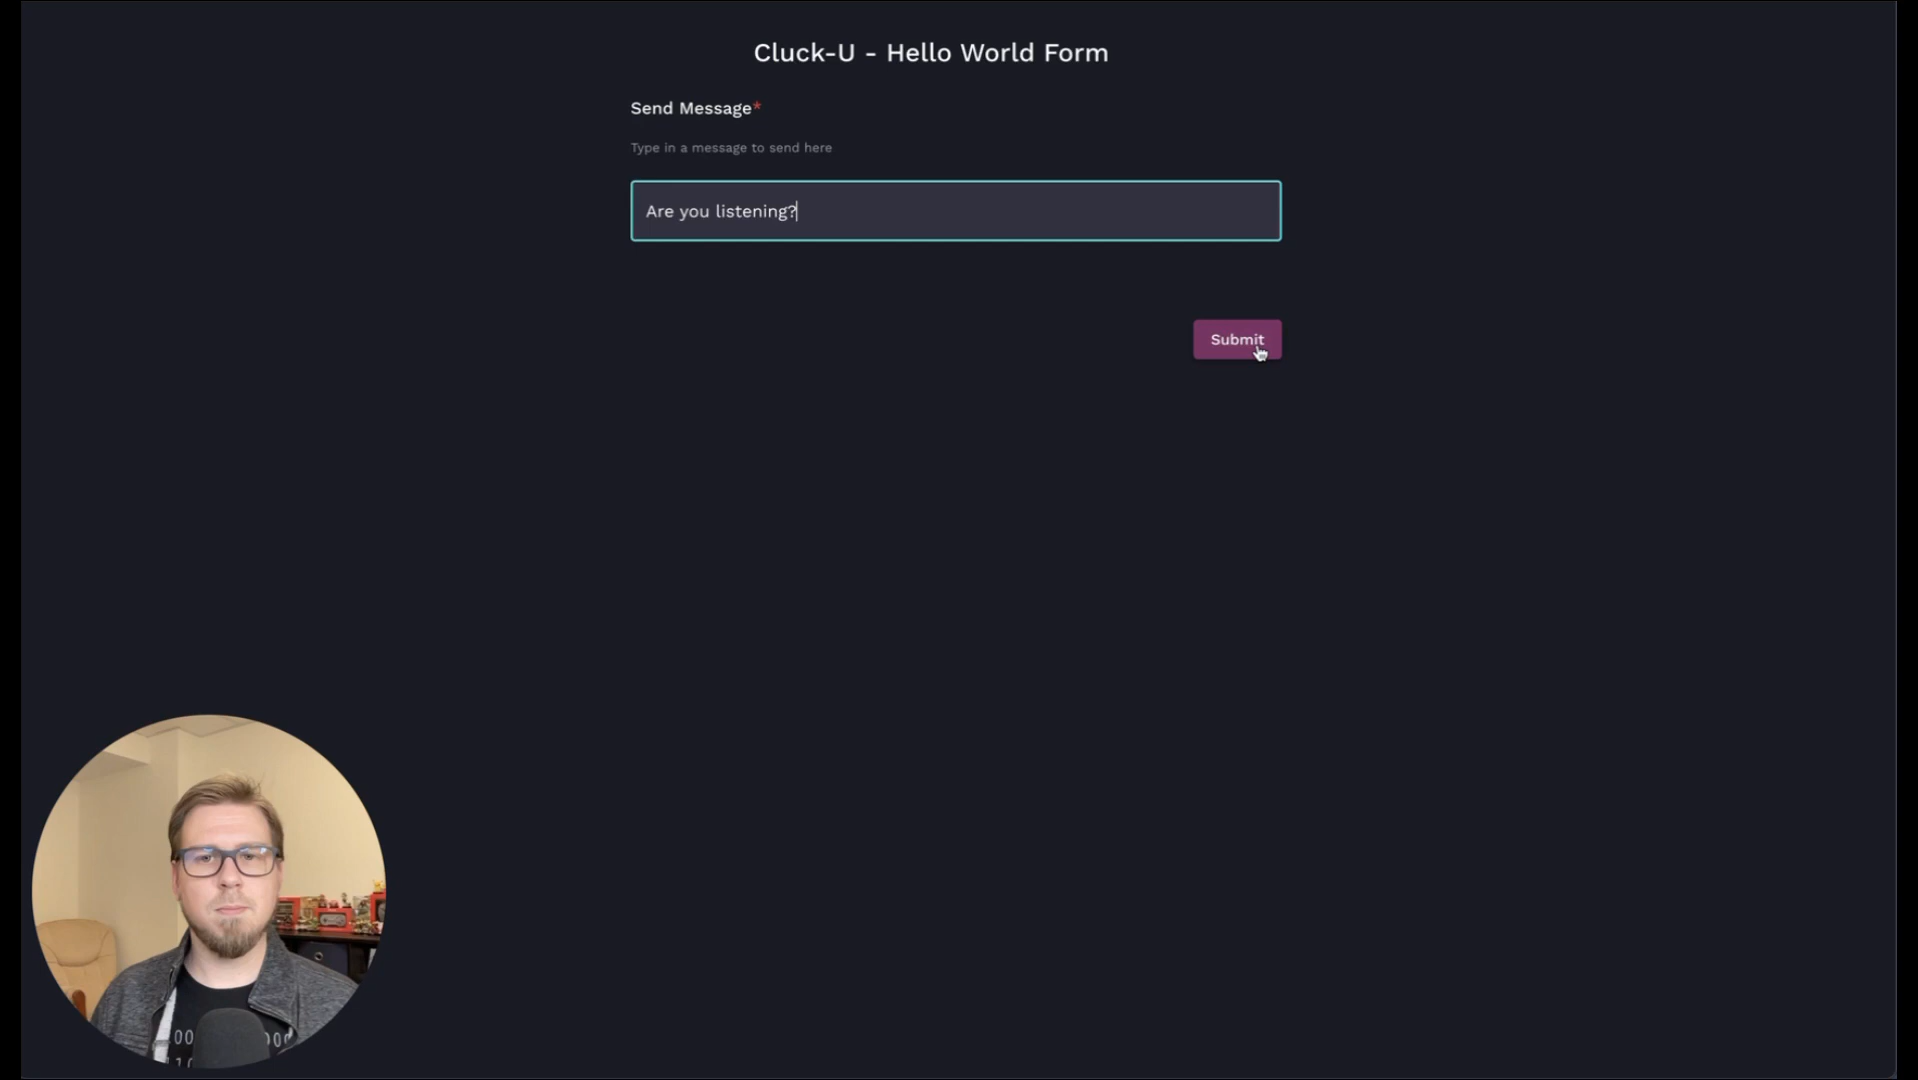 Cluck-U - Hello World Form
Send Message*
Type in a message to send here
Are you listening?
Submit